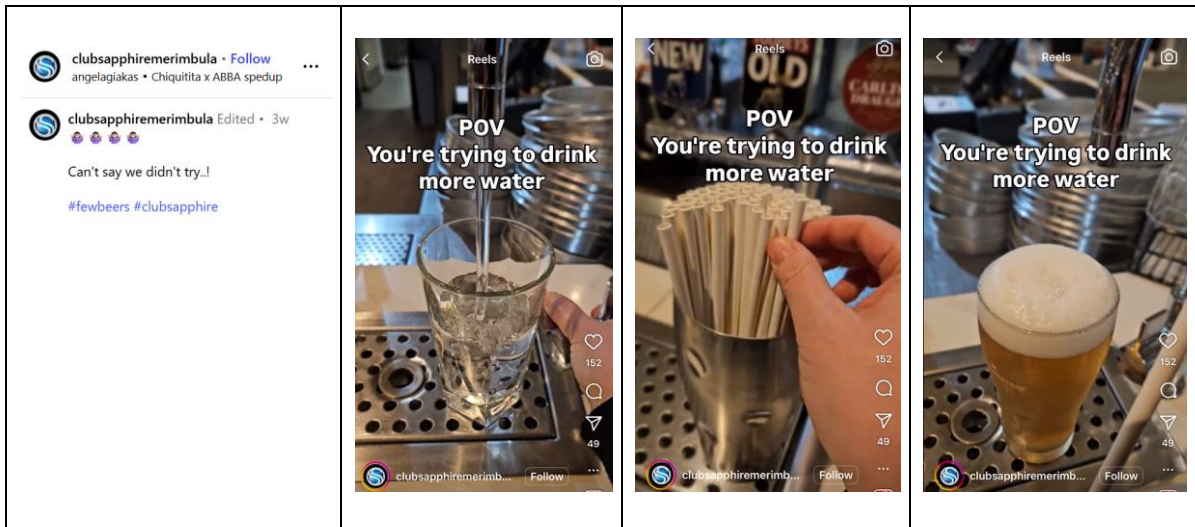 clubsapphiremerimbula • Follow
angelagiakas • Chiquitita x ABBA spedup
clubsapphiremerimbula Edited • 3w
Can't say we didn't try..!
#fewbeers #clubsapphire
Reels
POV
You're trying to drink
more water
152
49
clubsapphiremerimb... Follow
Reels
NEW
OLD
CARLTON
DRAUGHT
POV
You're trying to drink
more water
152
49
clubsapphiremerimb... Follow
Reels
POV
You're trying to drink
more water
152
49
clubsapphiremerimb... Follow